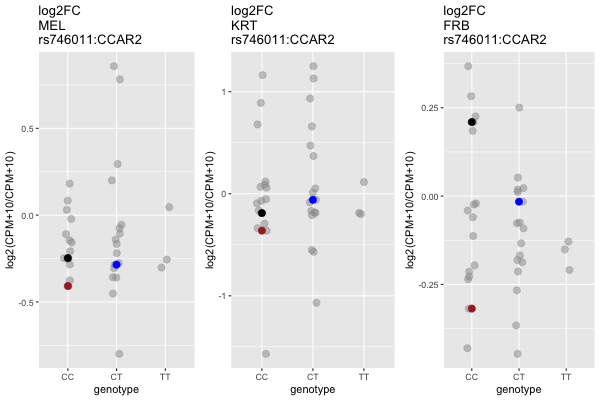 log2FC
MEL
rs746011:CCAR2
log2(CPM+10/CPM+10)
0.5
0.0
-0.5
CC
CT
TT
genotype
log2FC
KRT
rs746011:CCAR2
log2(CPM+10/CPM+10)
1
0
-1
CC
CT
TT
genotype
log2FC
FRB
rs746011:CCAR2
log2(CPM+10/CPM+10)
0.25
0.00
-0.25
CC
CT
TT
genotype